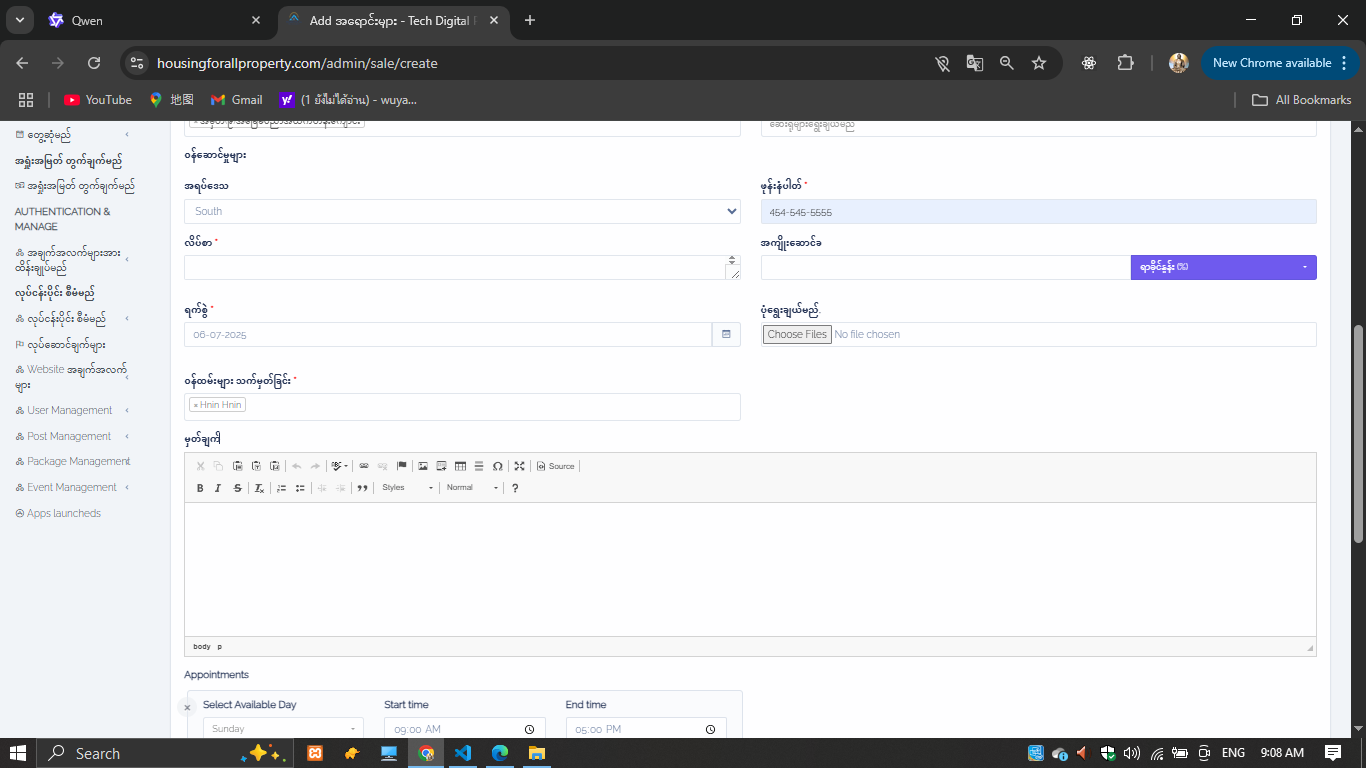 Qwen
Add အရောင်းများ - Tech Digital
housingforallproperty.com/admin/sale/create
New Chrome available
YouTube
地图
Gmail
(1 ยังไม่ได้อ่าน) - wuya...
All Bookmarks
တွေ့ဆုံမည်
အရှုံးအမြတ် တွက်ချက်မည်
အရှုံးအမြတ် တွက်ချက်မည်
AUTHENTICATION &
MANAGE
အချက်အလက်များအား
ထိန်းချုပ်မည်
လုပ်ငန်းပိုင်း စီမံမည်
လုပ်ငန်းပိုင်း စီမံမည်
လုပ်ဆောင်ချက်များ
Website အချက်အလက်
များ
User Management
Post Management
Package Management
Event Management
Apps launcheds
ဆေးရုံများရွေးချယ်မည်
ဝန်ဆောင်မှုများ
အရပ်ဒေသ
ဖုန်းနံပါတ် *
South
454-545-5555
လိပ်စာ *
အကျိုးဆောင်ခ
ရာခိုင်နှုန်း
ရက်စွဲ *
ပုံရွေးချယ်မည်.
06-07-2025
Choose Files No file chosen
ဝန်ထမ်းများ သက်မှတ်ခြင်း *
× Hnin Hnin
မှတ်ချက်
Source
Styles
Normal
body p
Appointments
Select Available Day
Start time
End time
Sunday
09:00 AM
05:00 PM
Search
ENG
9:08 AM